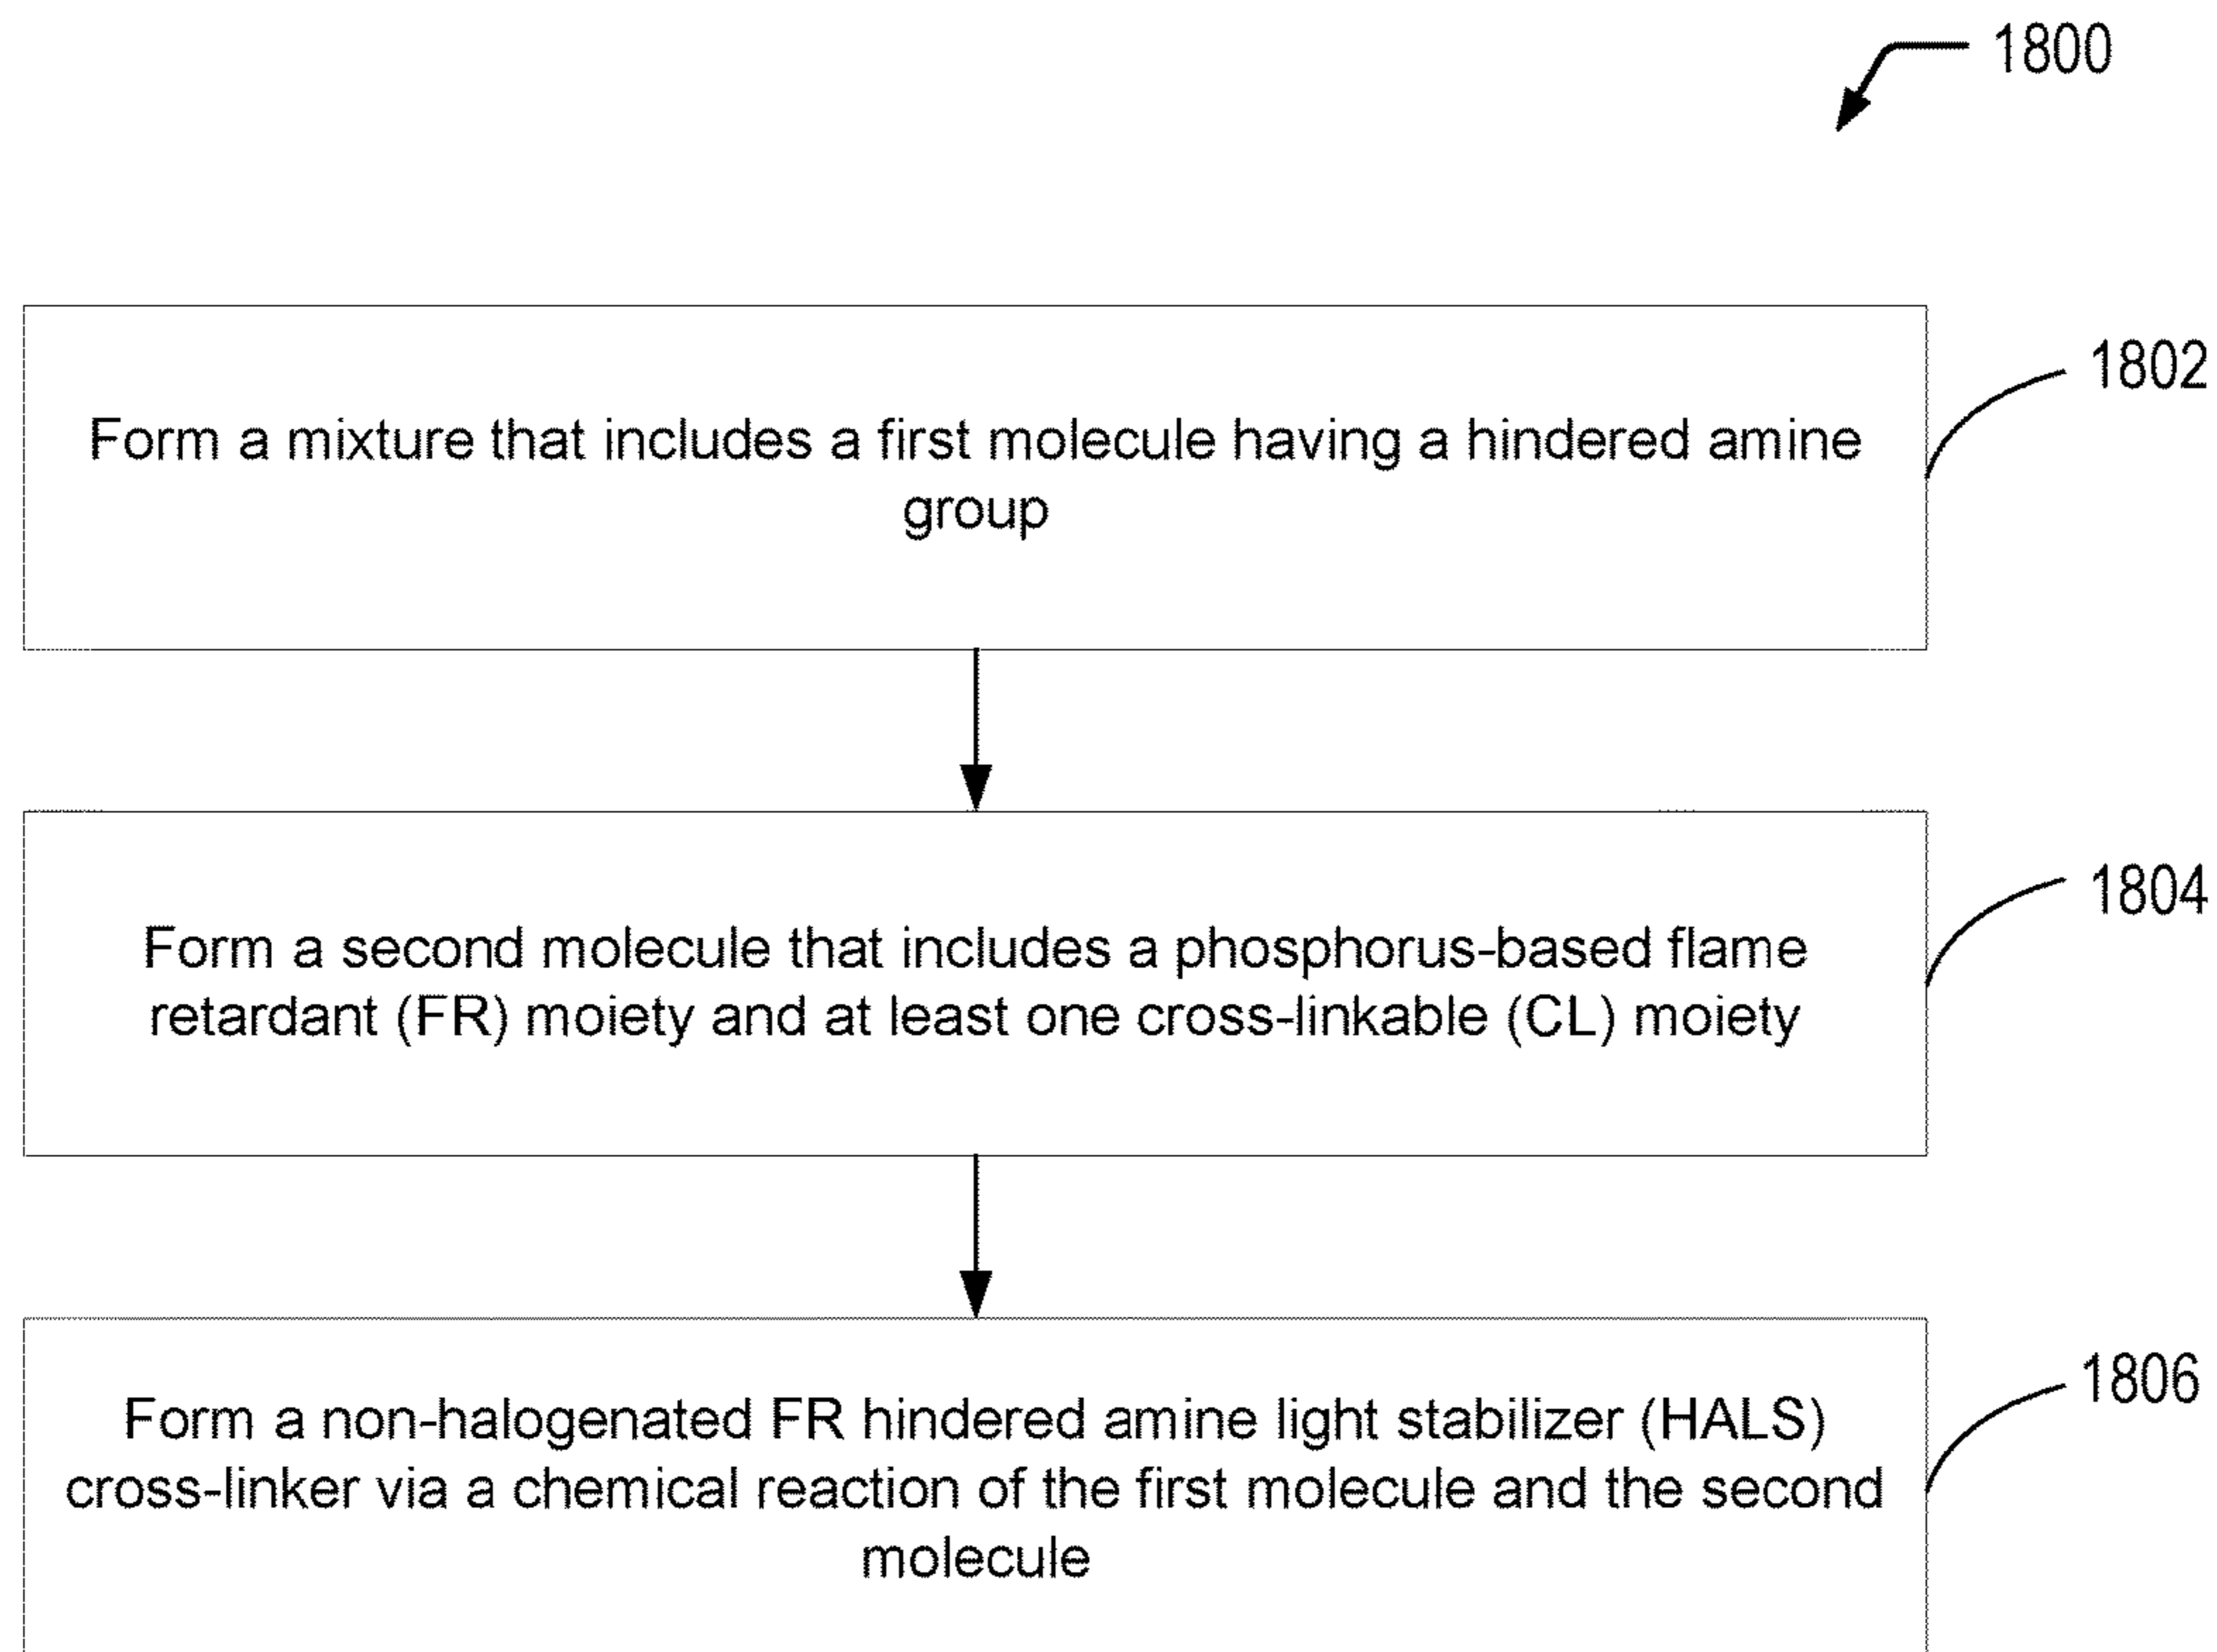 1800
Form a mixture that includes a first molecule having a hindered amine
group
1802
Form a second molecule that includes a phosphorus-based flame
retardant (FR) moiety and at least one cross-linkable (CL) moiety
1804
Form a non-halogenated FR hindered amine light stabilizer (HALS)
cross-linker via a chemical reaction of the first molecule and the second
molecule
1806